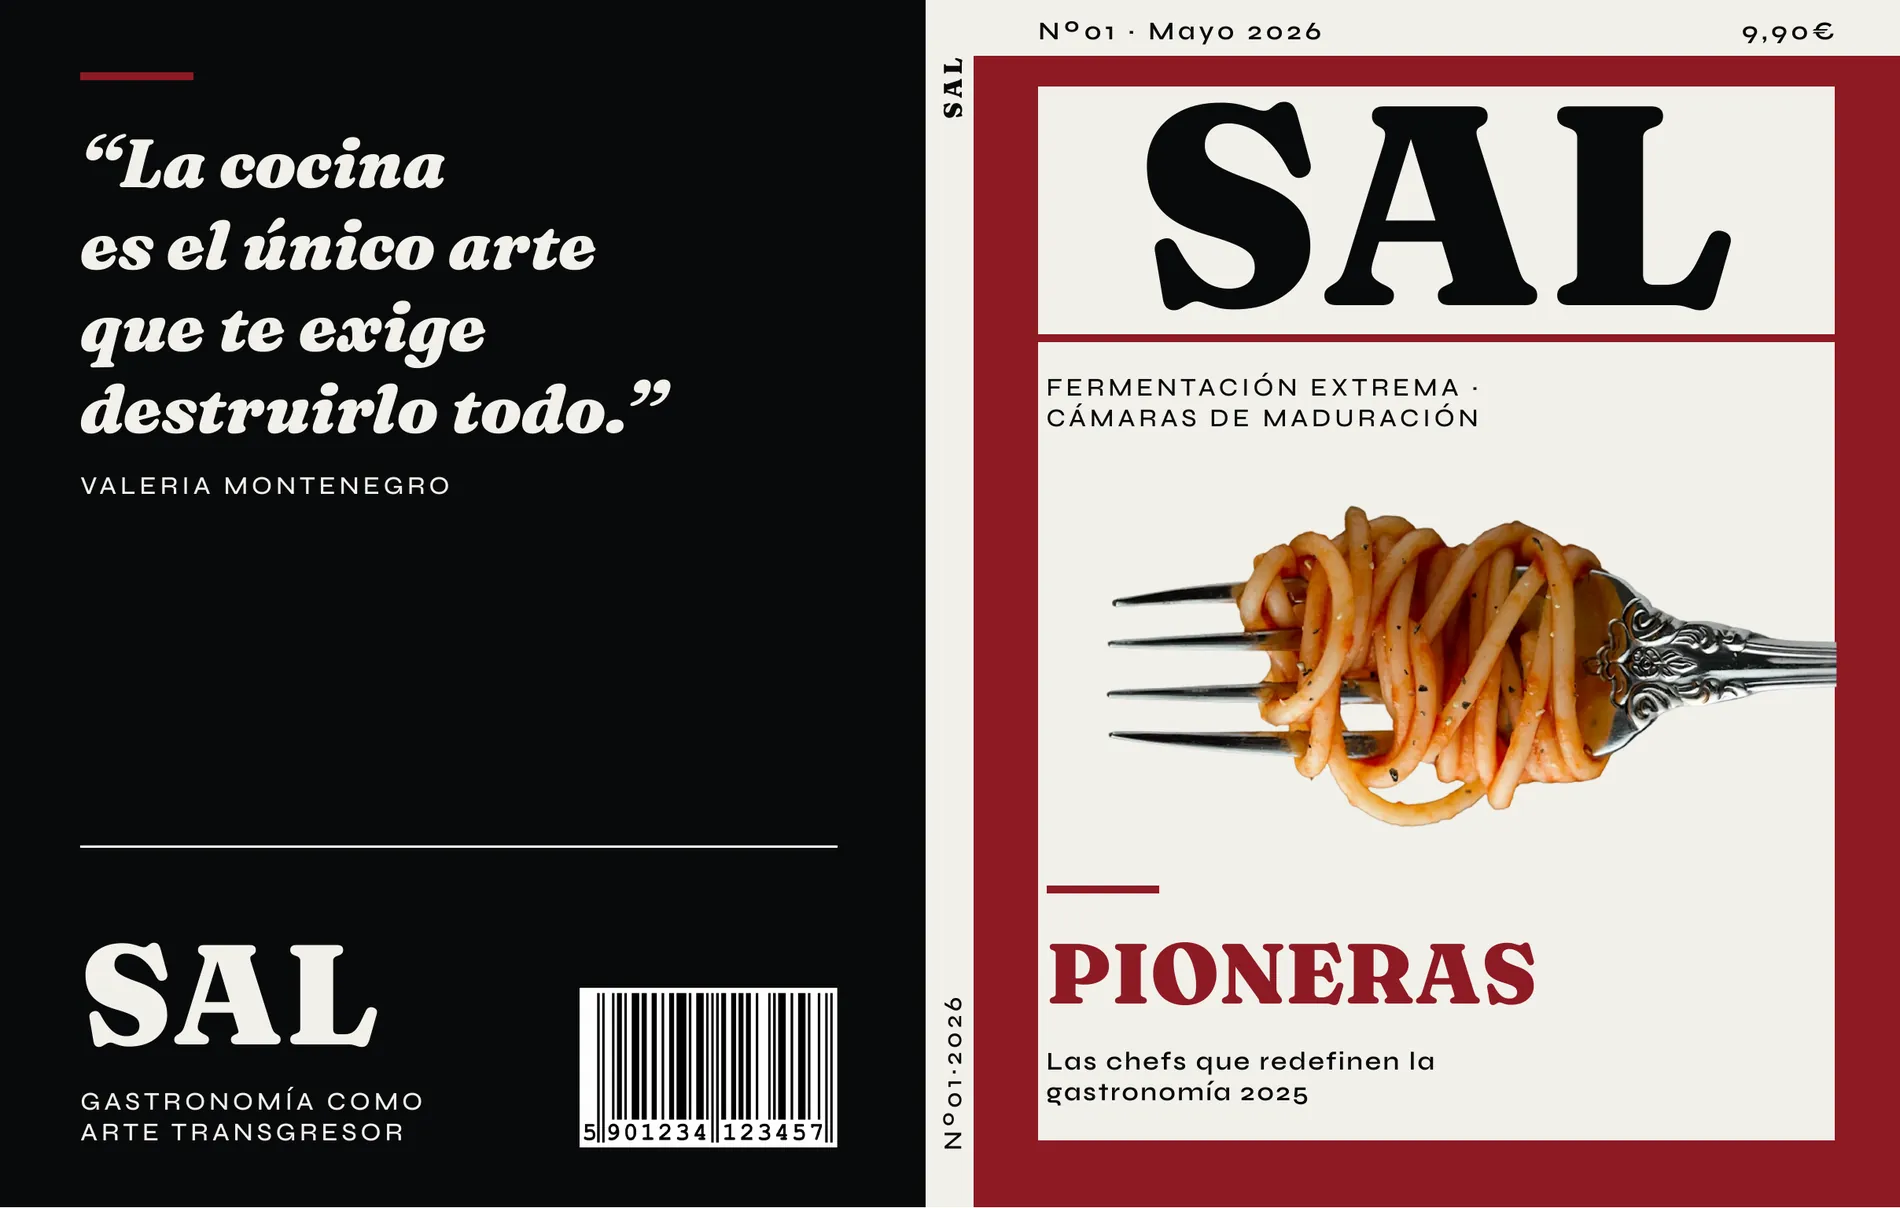 “La cocina
es el único arte
que te exige
destruirlo todo.”
VALERIA MONTENEGRO
SAL
GASTRONOMÍA COMO
ARTE TRANSGRESOR
5 901234 123457
SAL
Nº01·2026
Nº01 · Mayo 2026
9,90€
SAL
FERMENTACIÓN EXTREMA ·
CÁMARAS DE MADURACIÓN
PIONERAS
Las chefs que redefinen la
gastronomía 2025